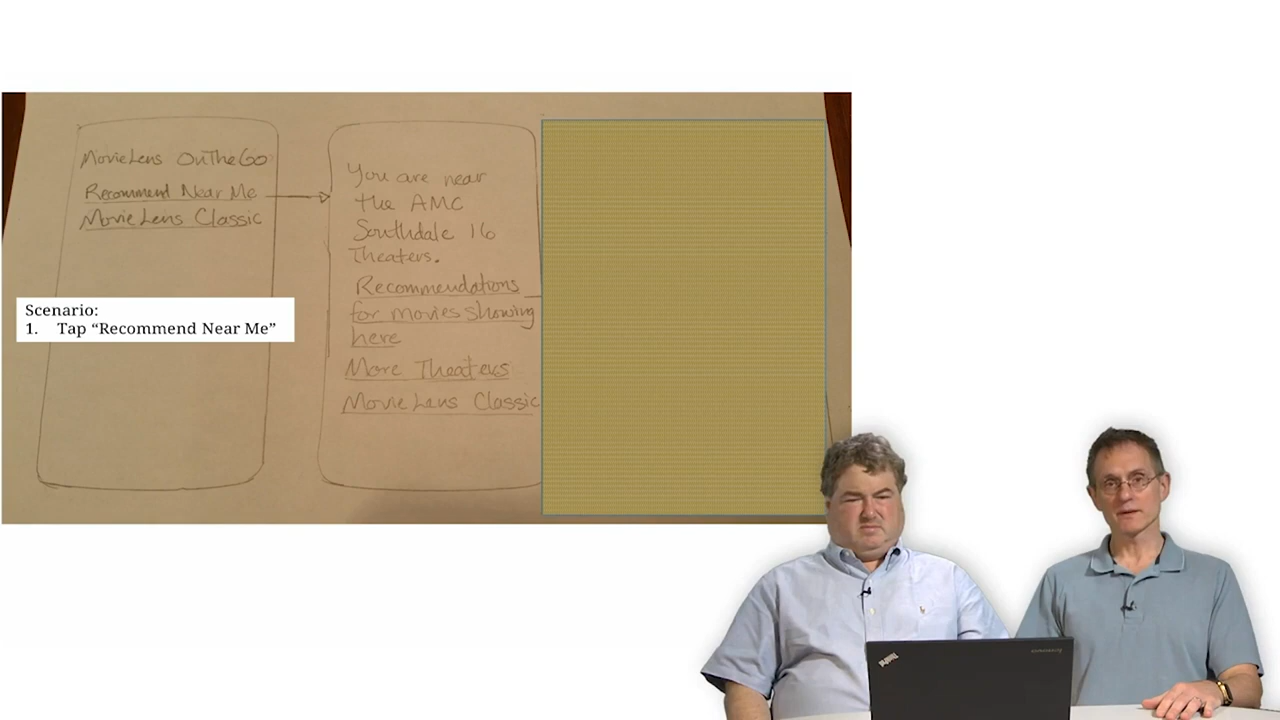 MovieLens OnTheGo
Recommend Near Me
MovieLens Classic
Scenario:
1. Tap “Recommend Near Me”
You are near
the AMC
Southdale 16
Theaters.
Recommendations
for movies showing
here
More Theaters
MovieLens Classic
ThinkPad